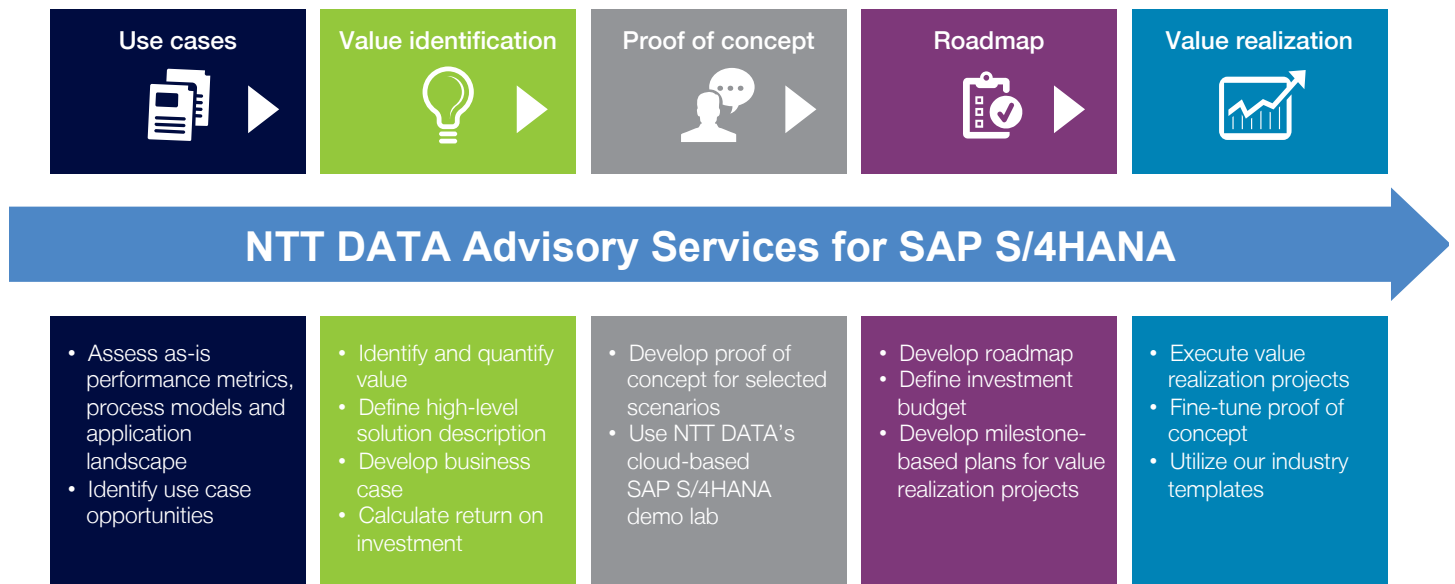 Use cases
Value identification
Proof of concept
Roadmap
Value realization
NTT DATA Advisory Services for SAP S/4HANA
• Assess as-is
performance metrics,
process models and
application
landscape
• Identify use case
opportunities
• Identify and quantify
value
• Define high-level
solution description
• Develop business
case
• Calculate return on
investment
• Develop proof of
concept for selected
scenarios
• Use NTT DATA’s
cloud-based
SAP S/4HANA
demo lab
• Develop roadmap
• Define investment
budget
• Develop milestone-
based plans for value
realization projects
• Execute value
realization projects
• Fine-tune proof of
concept
• Utilize our industry
templates